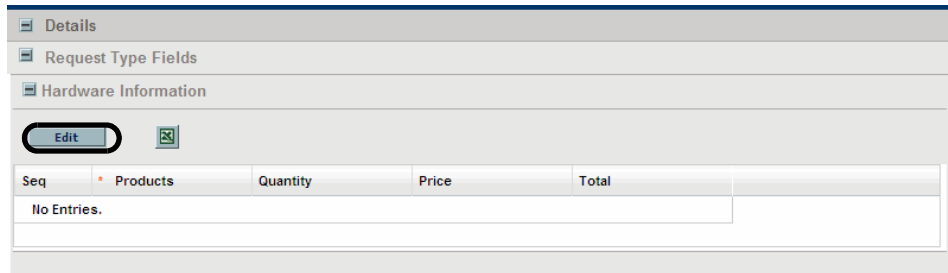 Details
Request Type Fields
Hardware Information
Edit
Seq * Products Quantity Price Total
No Entries.